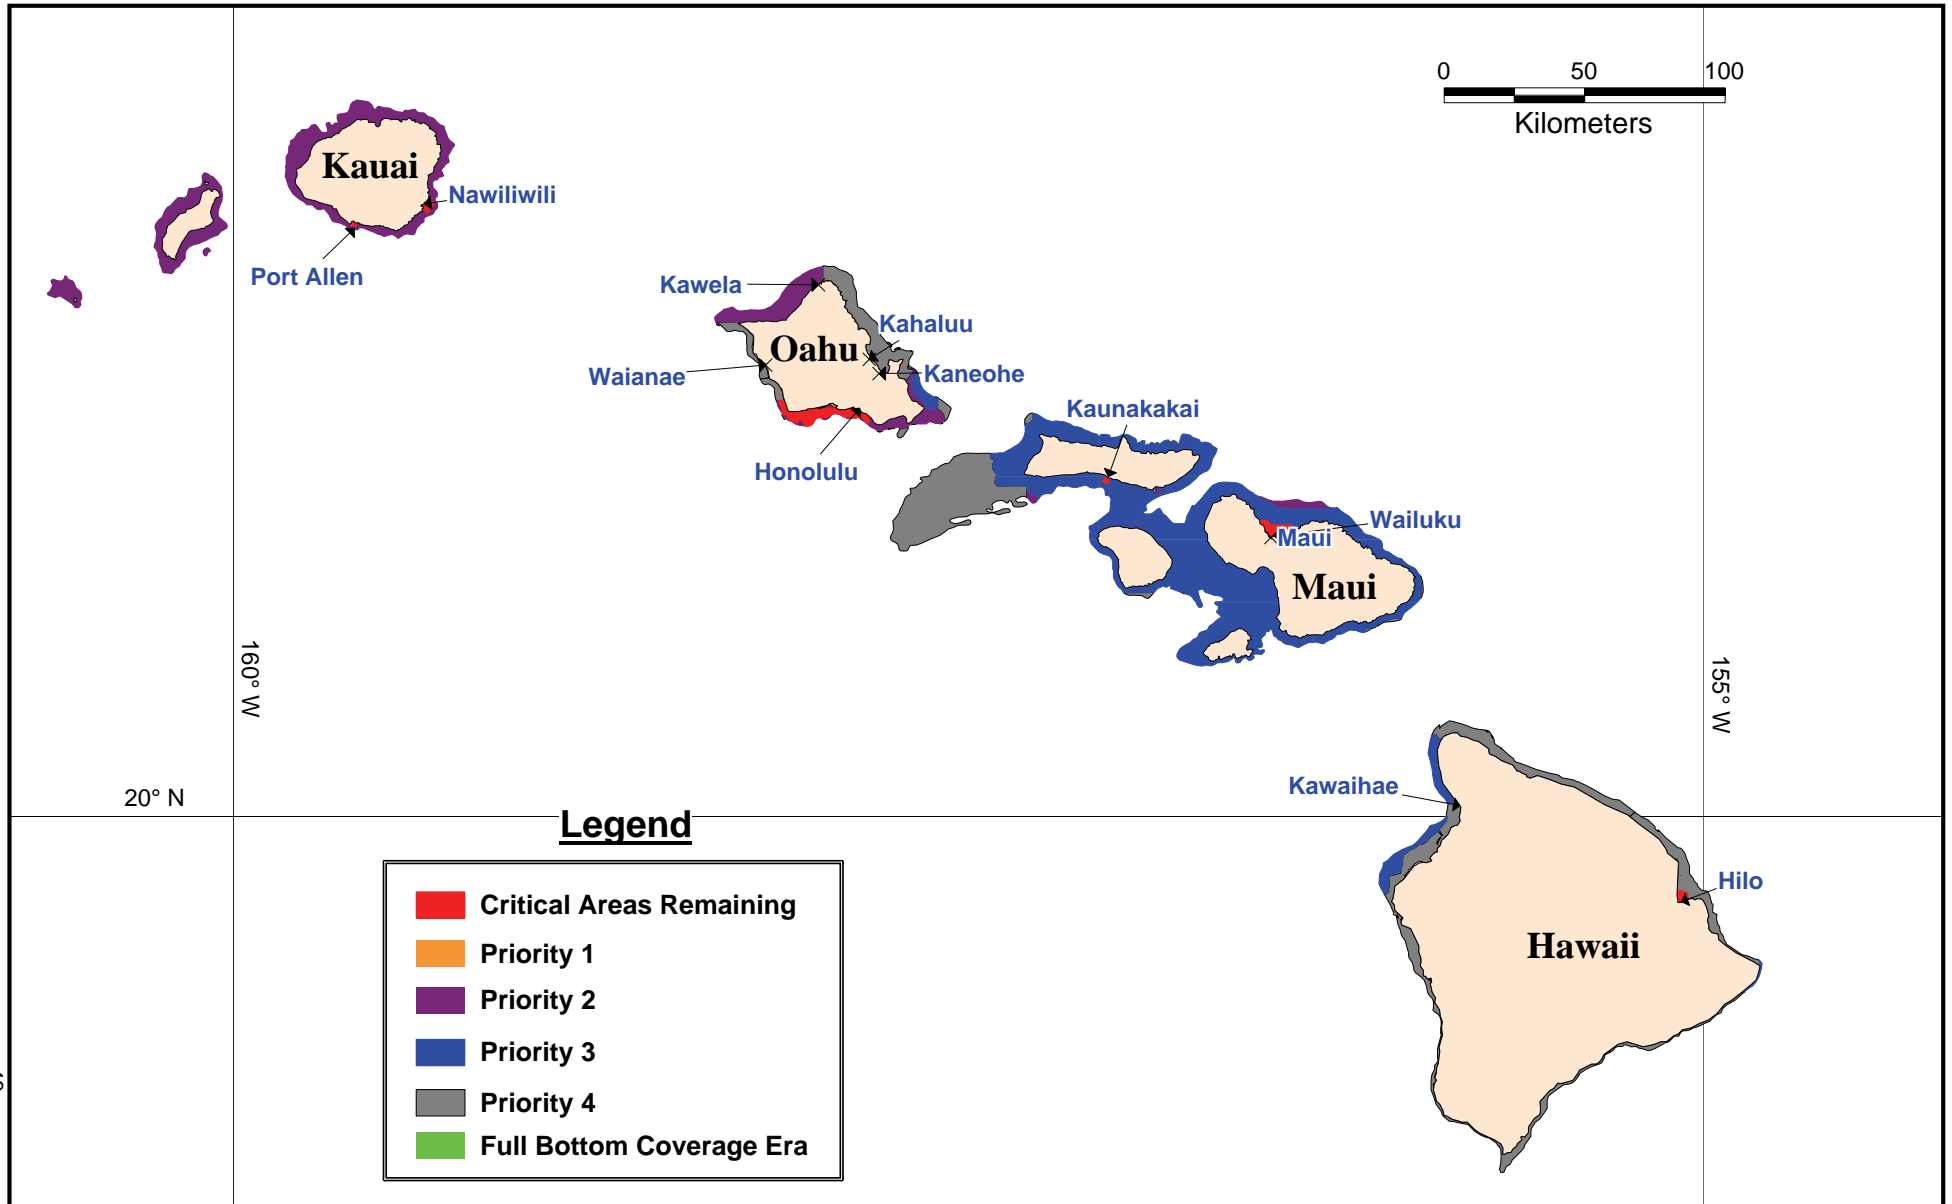 0 50 100
Kilometers
Kauai
Nawiliwili
Port Allen
Kawela
Kahaluu
Oahu
Waianae
Kaneohe
Kaunakakai
Honolulu
Wailuku
Maui
Maui
160° W
155° W
Kawaihae
20° N
Hilo
Hawaii
Legend
Critical Areas Remaining
Priority 1
Priority 2
Priority 3
Priority 4
Full Bottom Coverage Era